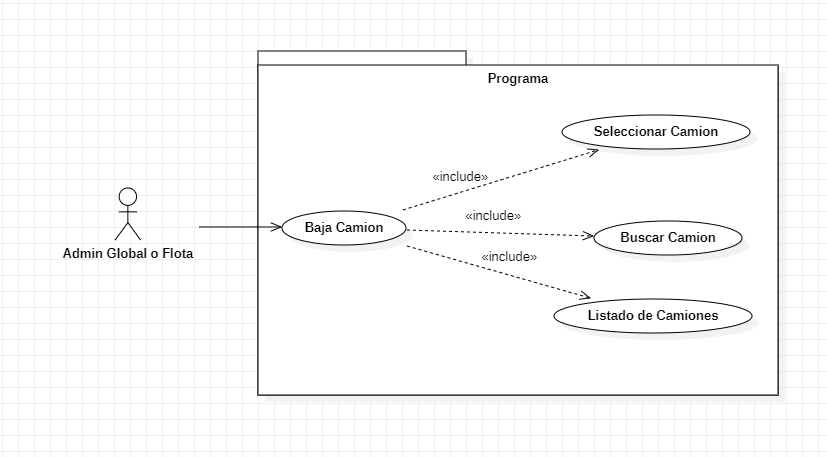 Programa
Seleccionar Camion
«include»
Baja Camion
«include»
Buscar Camion
Admin Global o Flota
«include»
Listado de Camiones